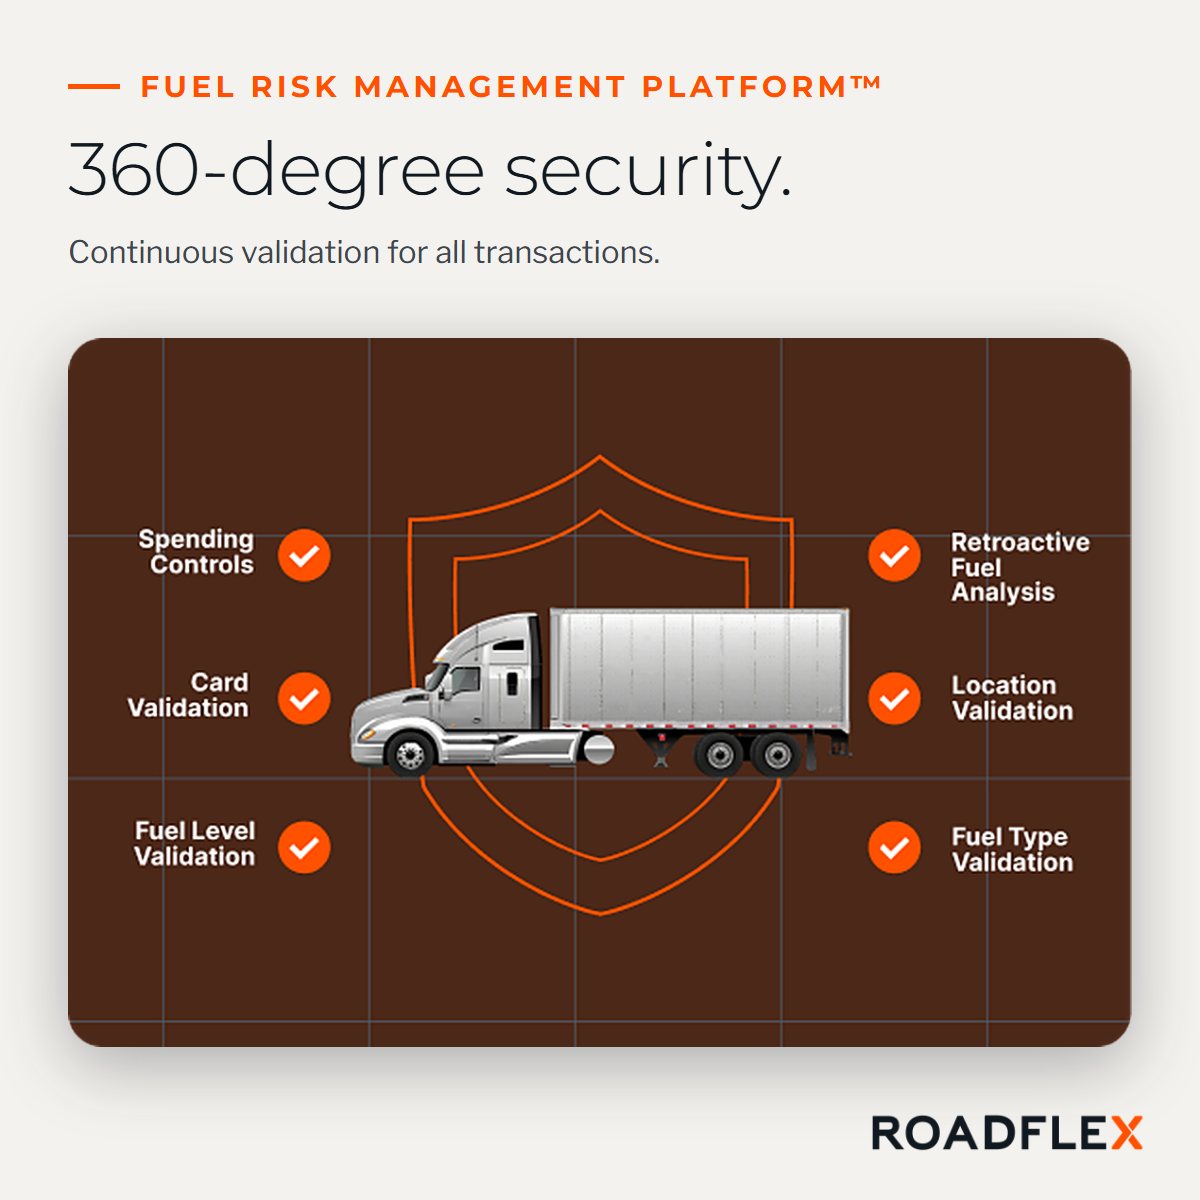 FUEL RISK MANAGEMENT PLATFORM™
360-degree security.
Continuous validation for all transactions.
Spending
Controls
Card
Validation
Fuel Level
Validation
Retroactive
Fuel
Analysis
Location
Validation
Fuel Type
Validation
ROADFLEX